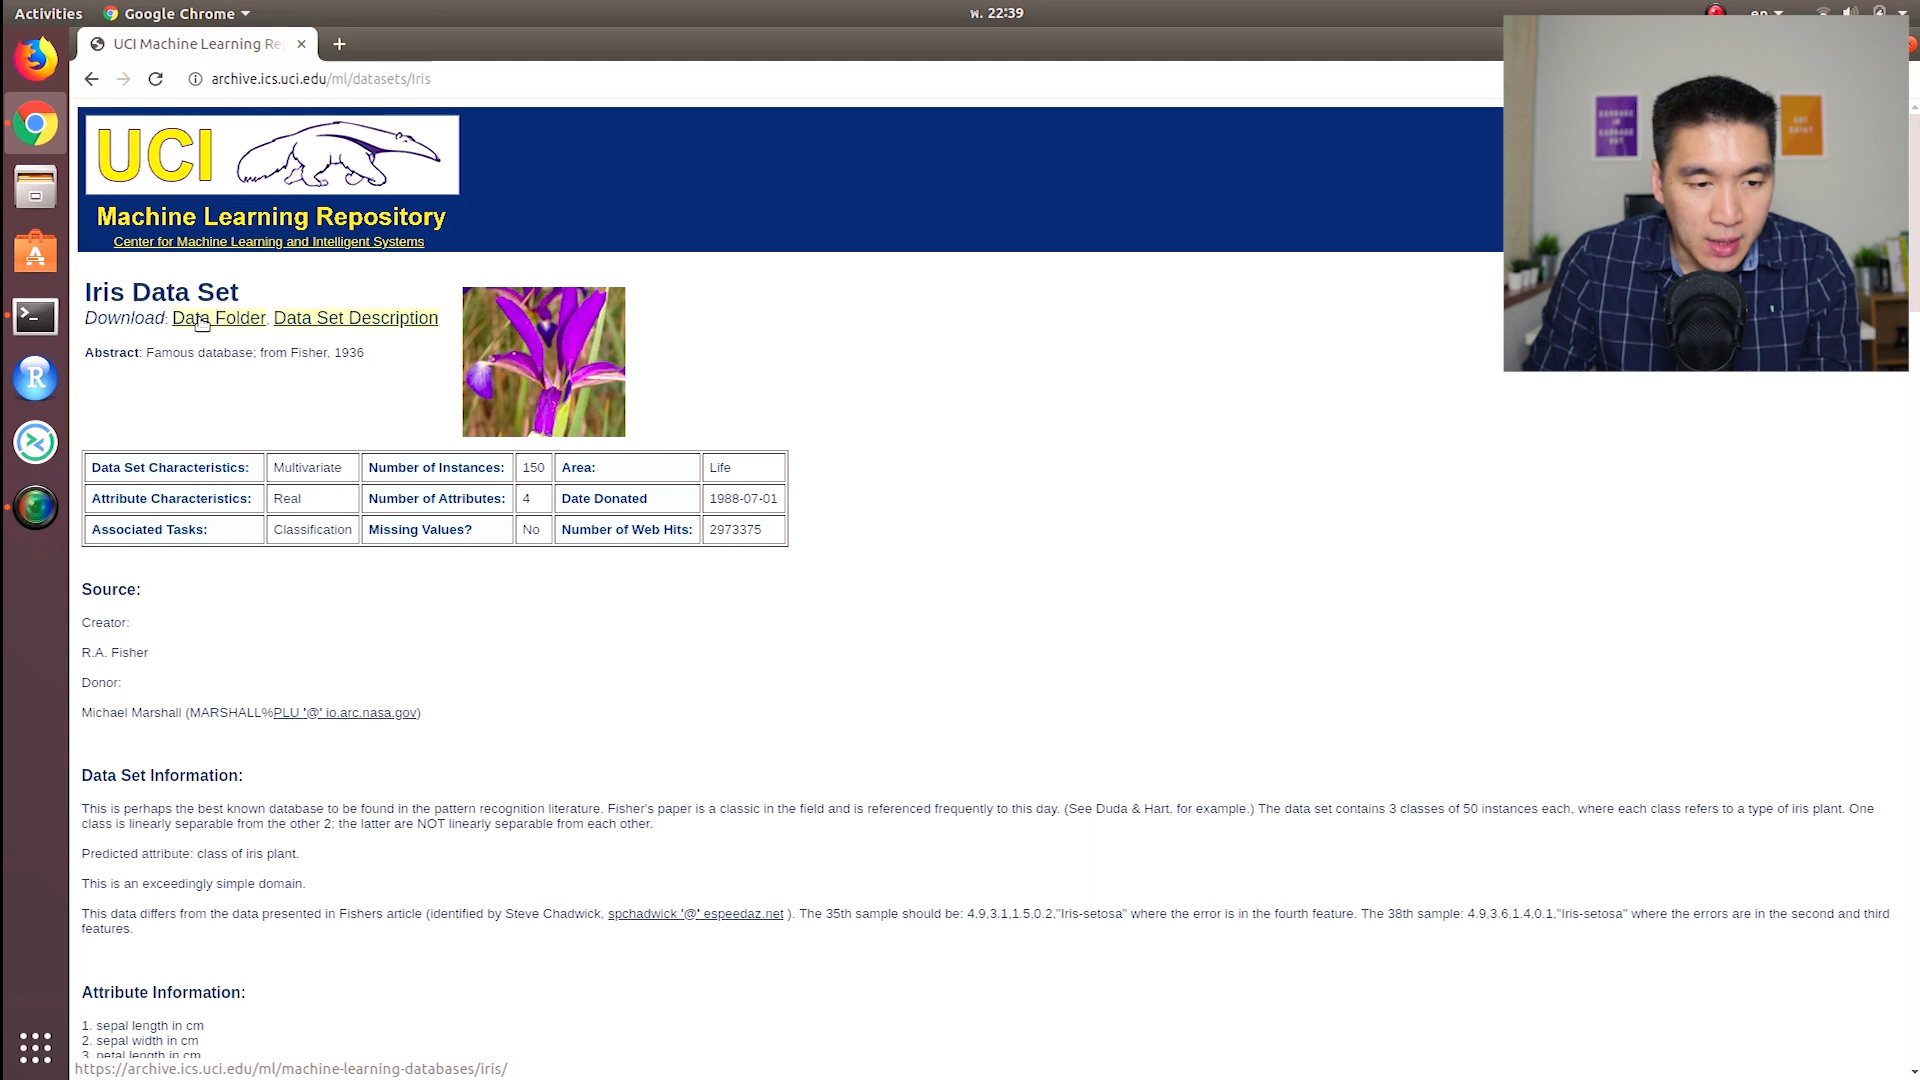 Activities
Google Chrome
พ. 22:39
en
UCI Machine Learning Re
archive.ics.uci.edu/ml/datasets/Iris
UCI
Machine Learning Repository
Center for Machine Learning and Intelligent Systems
Iris Data Set
Download: Data Folder, Data Set Description
Abstract: Famous database; from Fisher, 1936
Data Set Characteristics: Multivariate Number of Instances: 150 Area: Life
Attribute Characteristics: Real Number of Attributes: 4 Date Donated 1988-07-01
Associated Tasks: Classification Missing Values? No Number of Web Hits: 2973375
Source:
Creator:
R.A. Fisher
Donor:
Michael Marshall (MARSHALL%PLU '@' io.arc.nasa.gov)
Data Set Information:
This is perhaps the best known database to be found in the pattern recognition literature. Fisher's paper is a classic in the field and is referenced frequently to this day. (See Duda & Hart, for example.) The data set contains 3 classes of 50 instances each, where each class refers to a type of iris plant. One
class is linearly separable from the other 2; the latter are NOT linearly separable from each other.
Predicted attribute: class of iris plant.
This is an exceedingly simple domain.
This data differs from the data presented in Fishers article (identified by Steve Chadwick, spchadwick '@' espeedaz.net ). The 35th sample should be: 4.9,3.1,1.5,0.2,"Iris-setosa" where the error is in the fourth feature. The 38th sample: 4.9,3.6,1.4,0.1,"Iris-setosa" where the errors are in the second and third
features.
Attribute Information:
1. sepal length in cm
2. sepal width in cm
3. petal length in cm
https://archive.ics.uci.edu/ml/machine-learning-databases/iris/